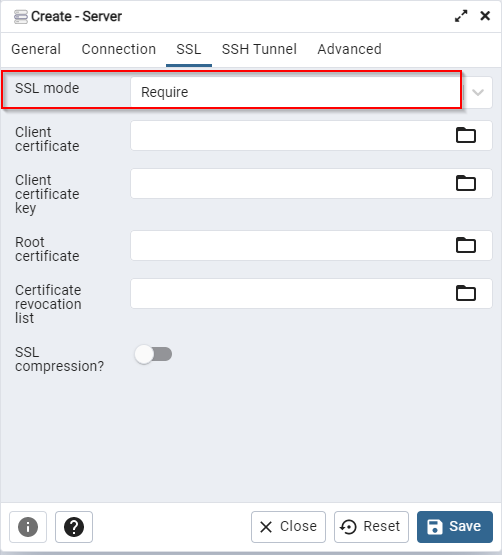 Create - Server
General Connection SSL SSH Tunnel Advanced
SSL mode Require
Client
certificate
Client
certificate
key
Root
certificate
Certificate
revocation
list
SSL
compression?
Close Reset Save